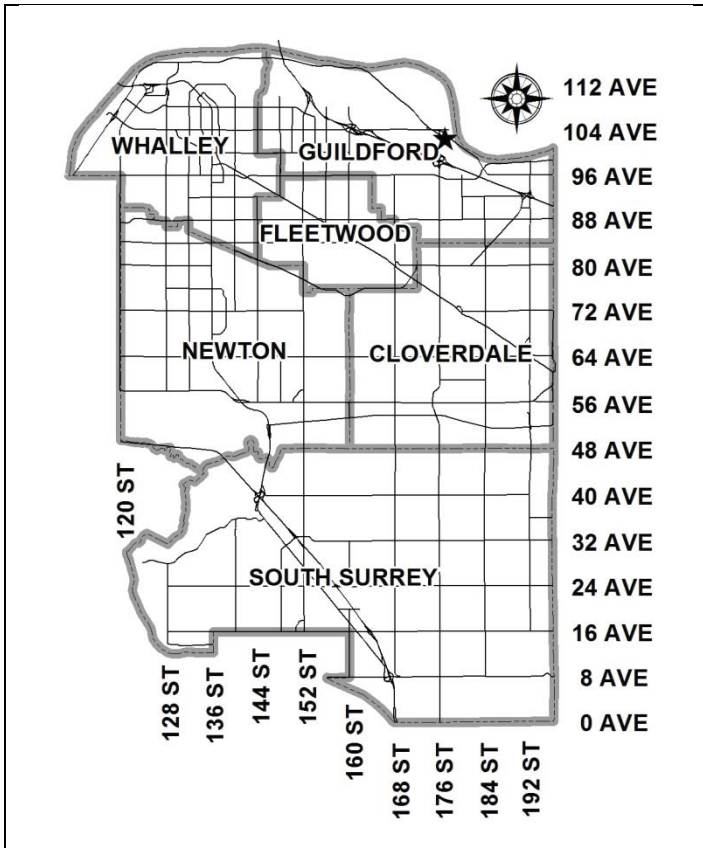 112 AVE
104 AVE
WHALLEY
GUILDFORD
96 AVE
88 AVE
FLEETWOOD
80 AVE
72 AVE
NEWTON
CLOVERDALE
64 AVE
56 AVE
48 AVE
120 ST
40 AVE
32 AVE
SOUTH SURREY
24 AVE
16 AVE
128 ST
136 ST
144 ST
152 ST
160 ST
8 AVE
0 AVE
168 ST
176 ST
184 ST
192 ST